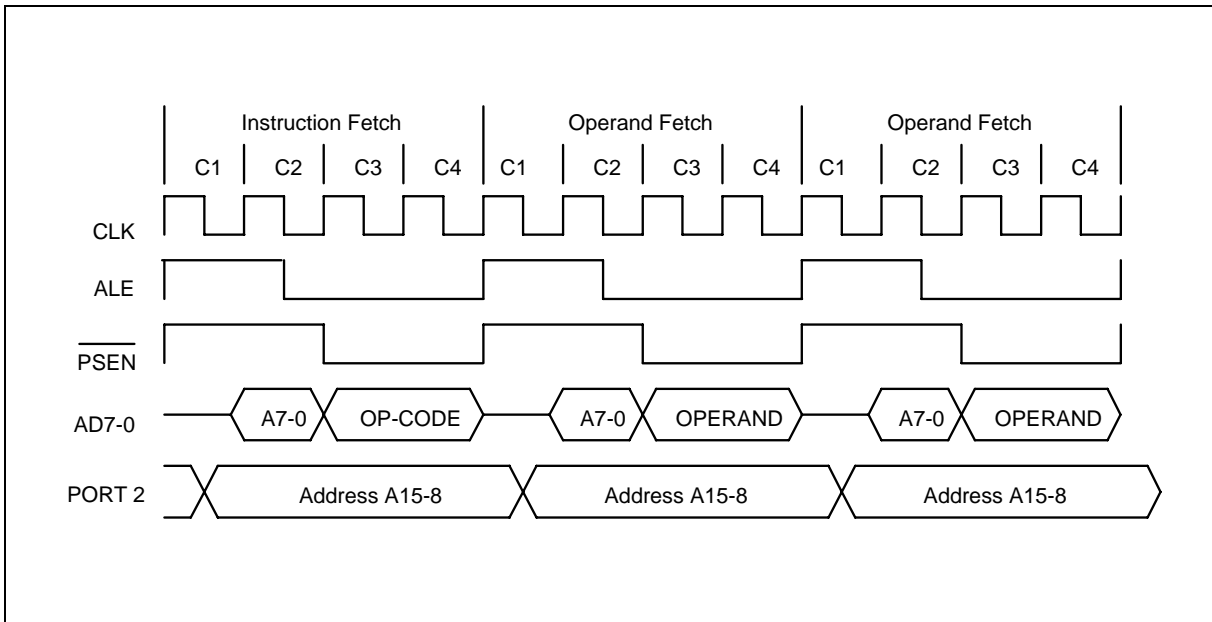 Instruction Fetch Operand Fetch Operand Fetch
C1 C2 C3 C4 C1 C2 C3 C4 C1 C2 C3 C4
CLK
ALE
PSEN
AD7-0 A7-0 OP-CODE A7-0 OPERAND A7-0 OPERAND
PORT 2 Address A15-8 Address A15-8 Address A15-8